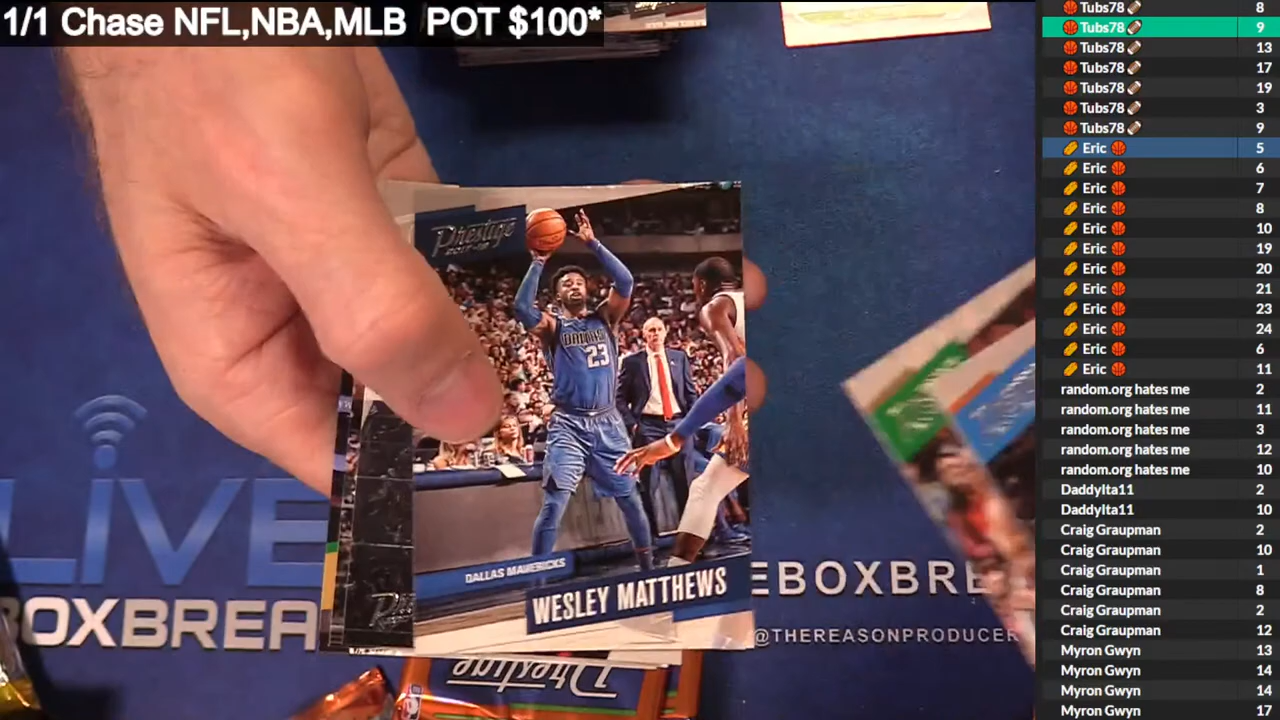 1/1 Chase NFL,NBA,MLB POT $100*
Tubs78 8
Tubs78 9
Tubs78 13
Tubs78 17
Tubs78 19
Tubs78 3
Tubs78 9
Eric 5
Eric 6
Eric 7
Eric 8
Eric 10
Eric 19
Eric 20
Eric 21
Eric 23
Eric 24
Eric 6
Eric 11
random.org hates me 2
random.org hates me 11
random.org hates me 3
random.org hates me 12
random.org hates me 10
DaddyIta11 2
DaddyIta11 10
Craig Graupman 2
Craig Graupman 10
Craig Graupman 1
Craig Graupman 8
Craig Graupman 2
Craig Graupman 12
Myron Gwyn 13
Myron Gwyn 14
Myron Gwyn 14
Myron Gwyn 17
Prestige
2017-18
DALLAS
23
DALLAS MAVERICKS
WESLEY MATTHEWS
LIVE
BOXBREA
EBOXBRE
@THEREASONPRODUCER
Prestige